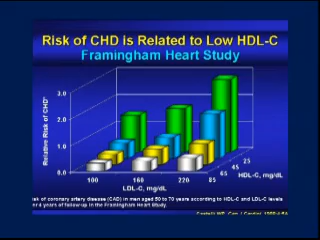 Risk of CHD is Related to Low HDL-C
Framingham Heart Study
Relative Risk of CHD*
3.0
2.0
1.0
0.0
100
160
220
85
65
45
25
LDL-C, mg/dL
HDL-C, mg/dL
isk of coronary artery disease (CAD) in men aged 50 to 70 years according to HDL-C and LDL-C levels
r 4 years of follow-up in the Framingham Heart Study.